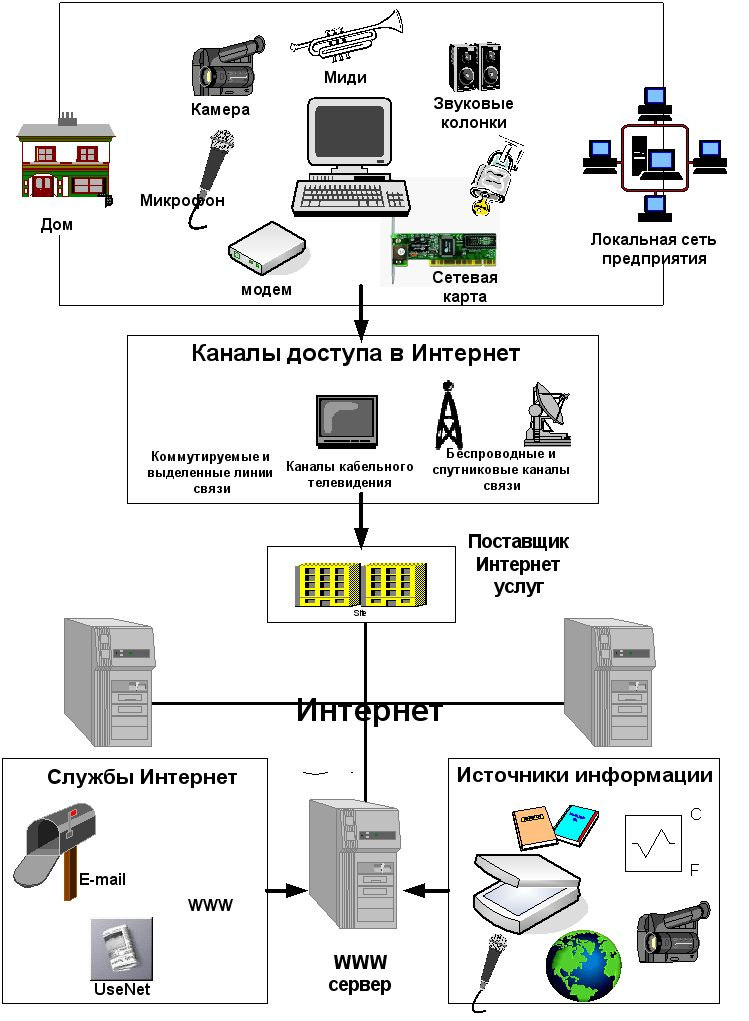 Миди
Камера
Звуковые
колонки
Микрофон
Дом
Локальная сеть
предприятия
модем
Сетевая
карта
Каналы доступа в Интернет
Коммутируемые и
выделенные линии
связи
Каналы кабельного
телевидения
Беспроводные и
спутниковые каналы
связи
Поставщик
Интернет
услуг
Site
Интернет
Службы Интернет
E-mail
WWW
UseNet
WWW
сервер
Источники информации
C
F